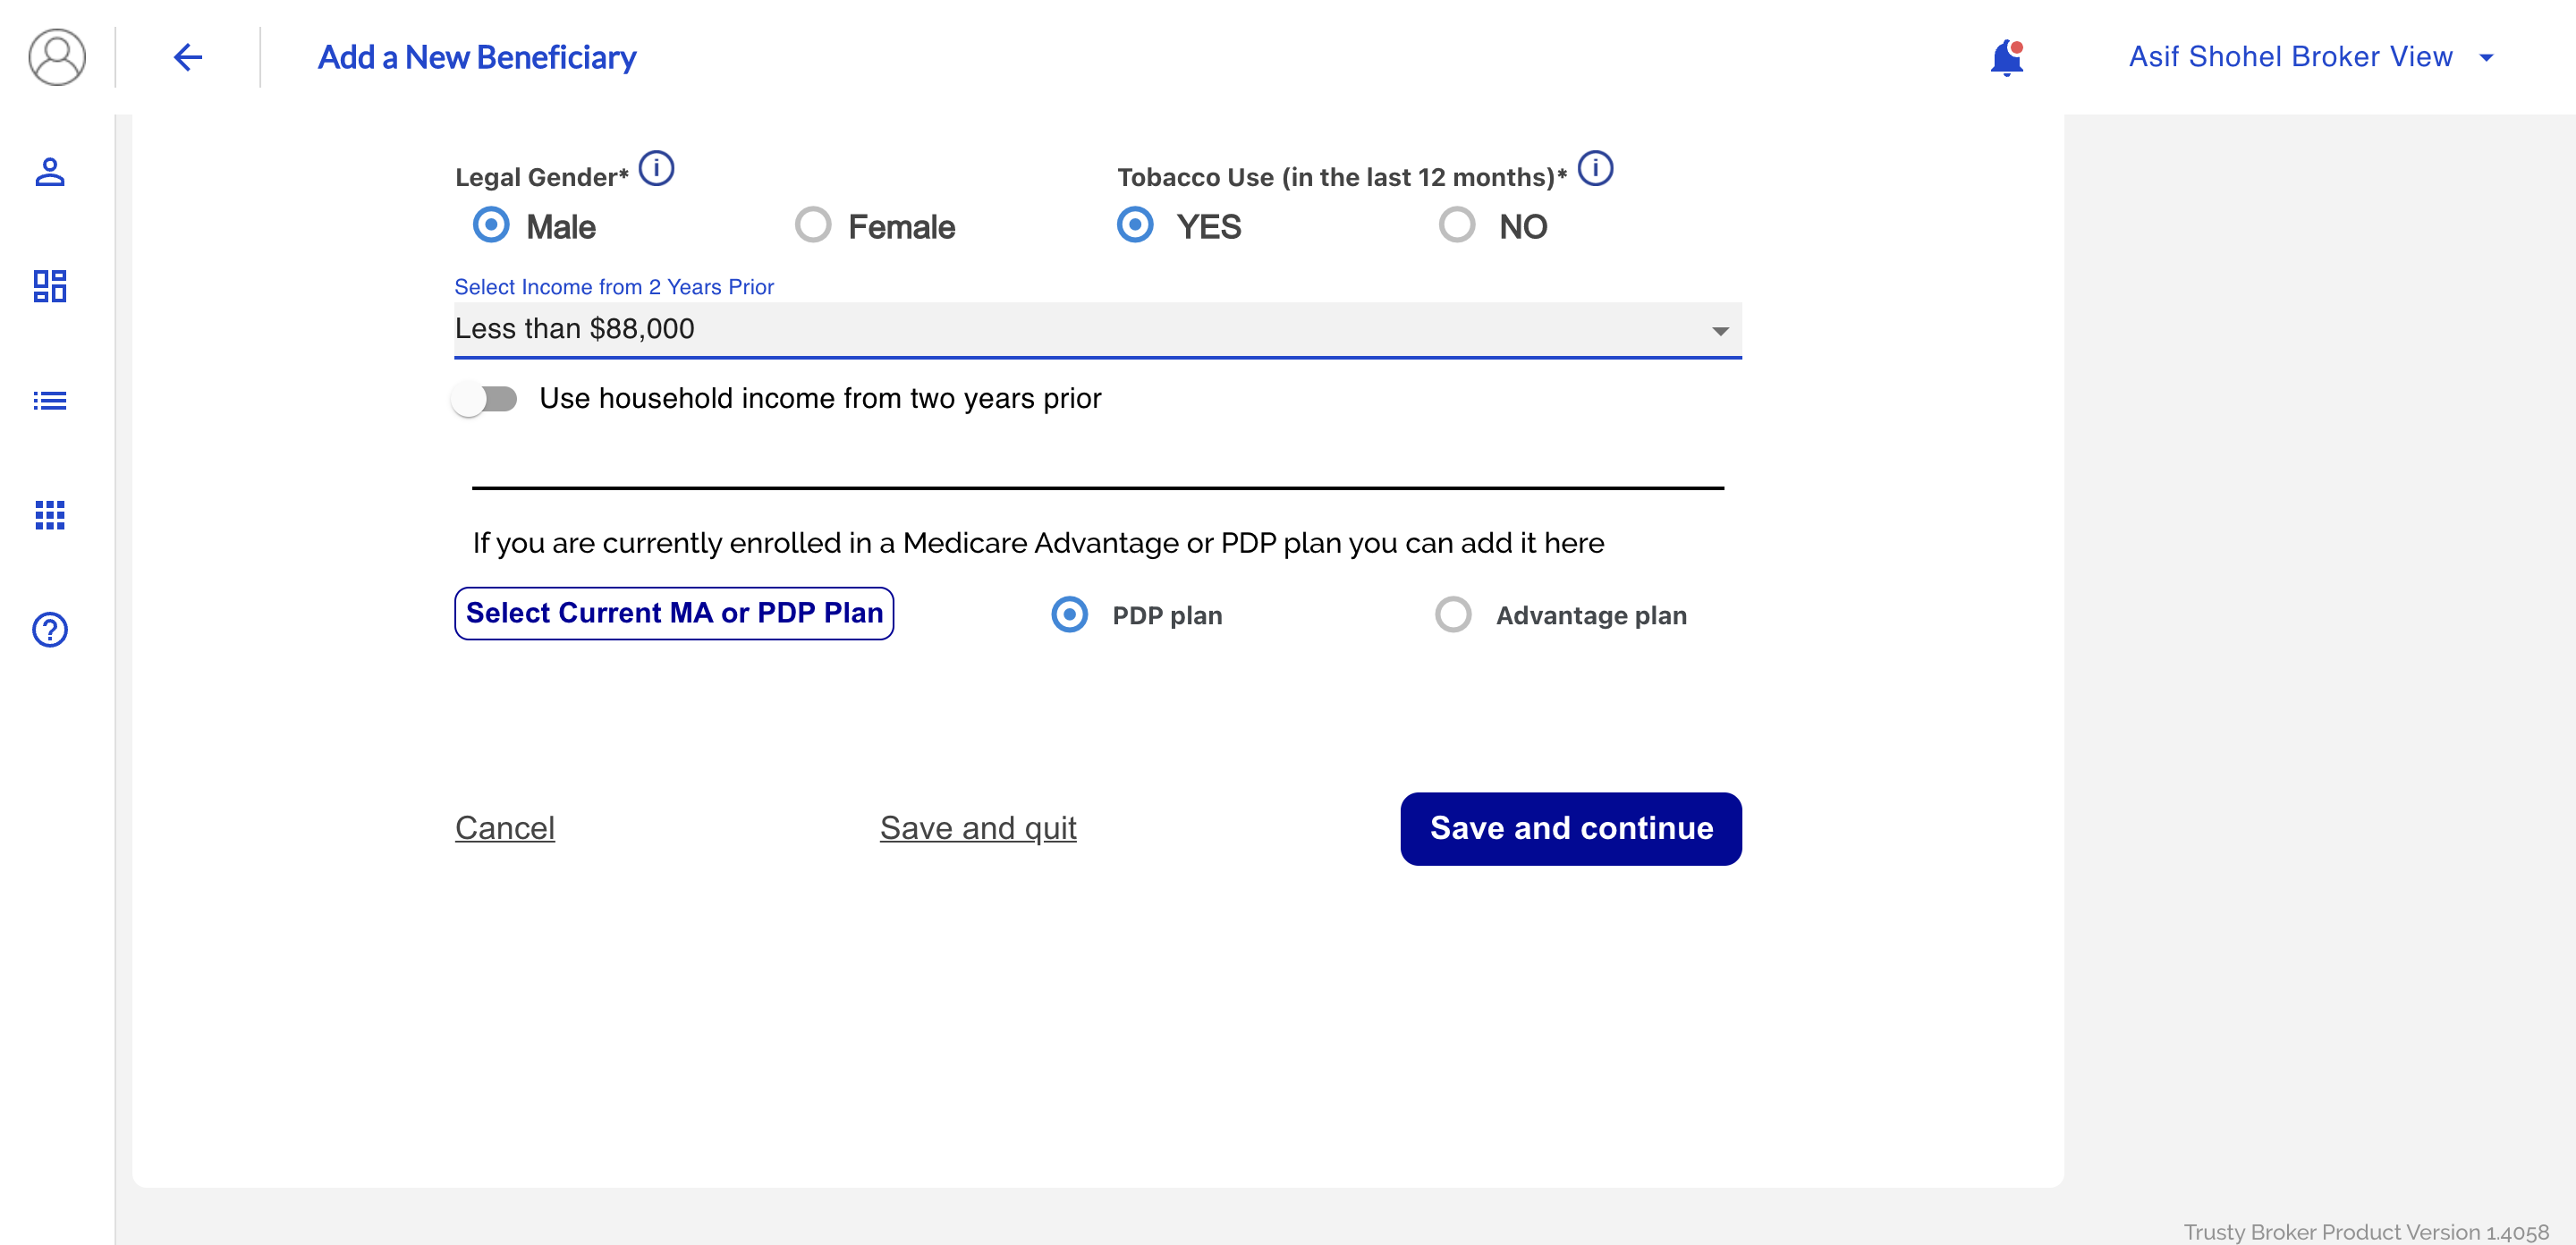 Add a New Beneficiary
Asif Shohel Broker View
Legal Gender*
Tobacco Use (in the last 12 months)*
Male
Female
YES
NO
Select Income from 2 Years Prior
Less than $88,000
Use household income from two years prior
If you are currently enrolled in a Medicare Advantage or PDP plan you can add it here
Select Current MA or PDP Plan
PDP plan
Advantage plan
Cancel
Save and quit
Save and continue
Trusty Broker Product Version 1.4058